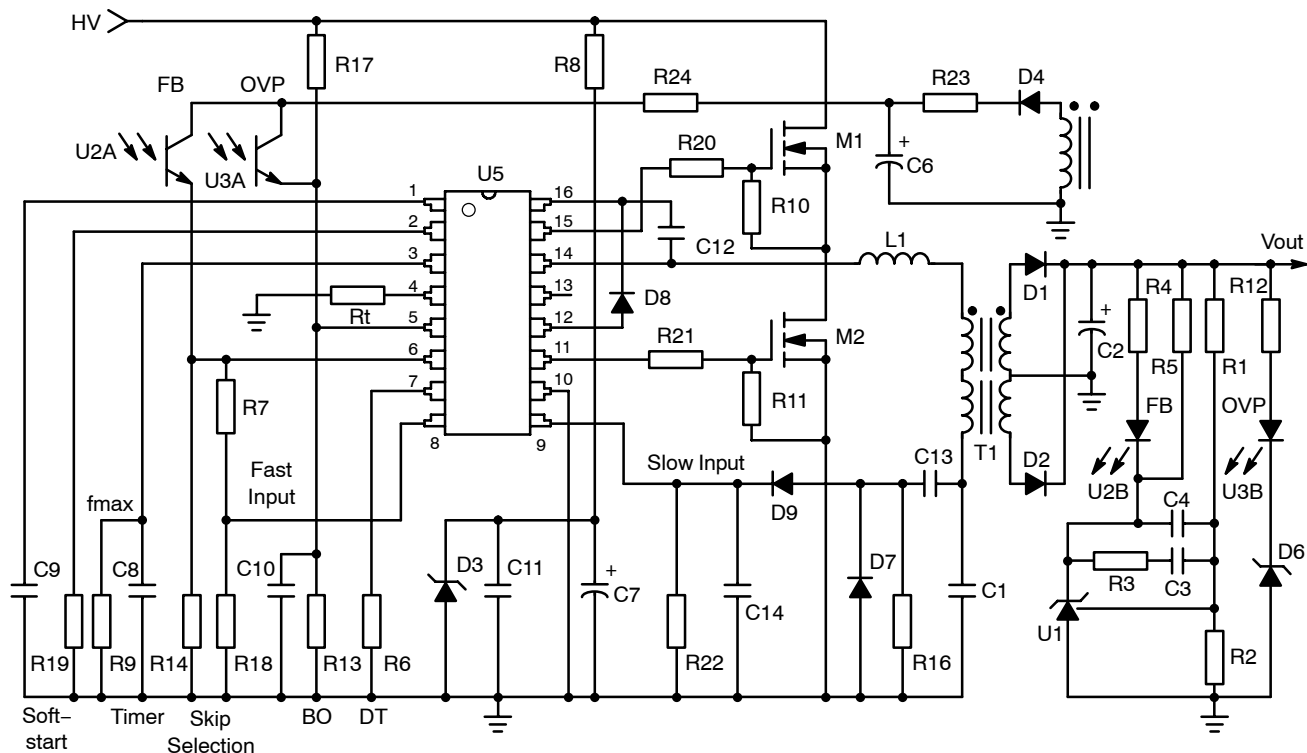 HV
R17
R8
FB
OVP
R24
R23
D4
U2A
U3A
U5
R20
M1
C6
R10
1
2
3
4
5
6
7
8
16
15
14
13
12
11
10
9
C12
L1
Vout
Rt
D8
R21
M2
R11
D1
C2
R4
R5
R1
R12
R7
T1
FB
OVP
Fast
Input
Slow Input
C13
D2
U2B
U3B
fmax
D9
C4
C9
C8
C10
D3
C11
C7
C14
D7
C1
R3
C3
D6
U1
R19
R9
R14
R18
R13
R6
R22
R16
R2
Soft–
start
Timer
Skip
Selection
BO
DT